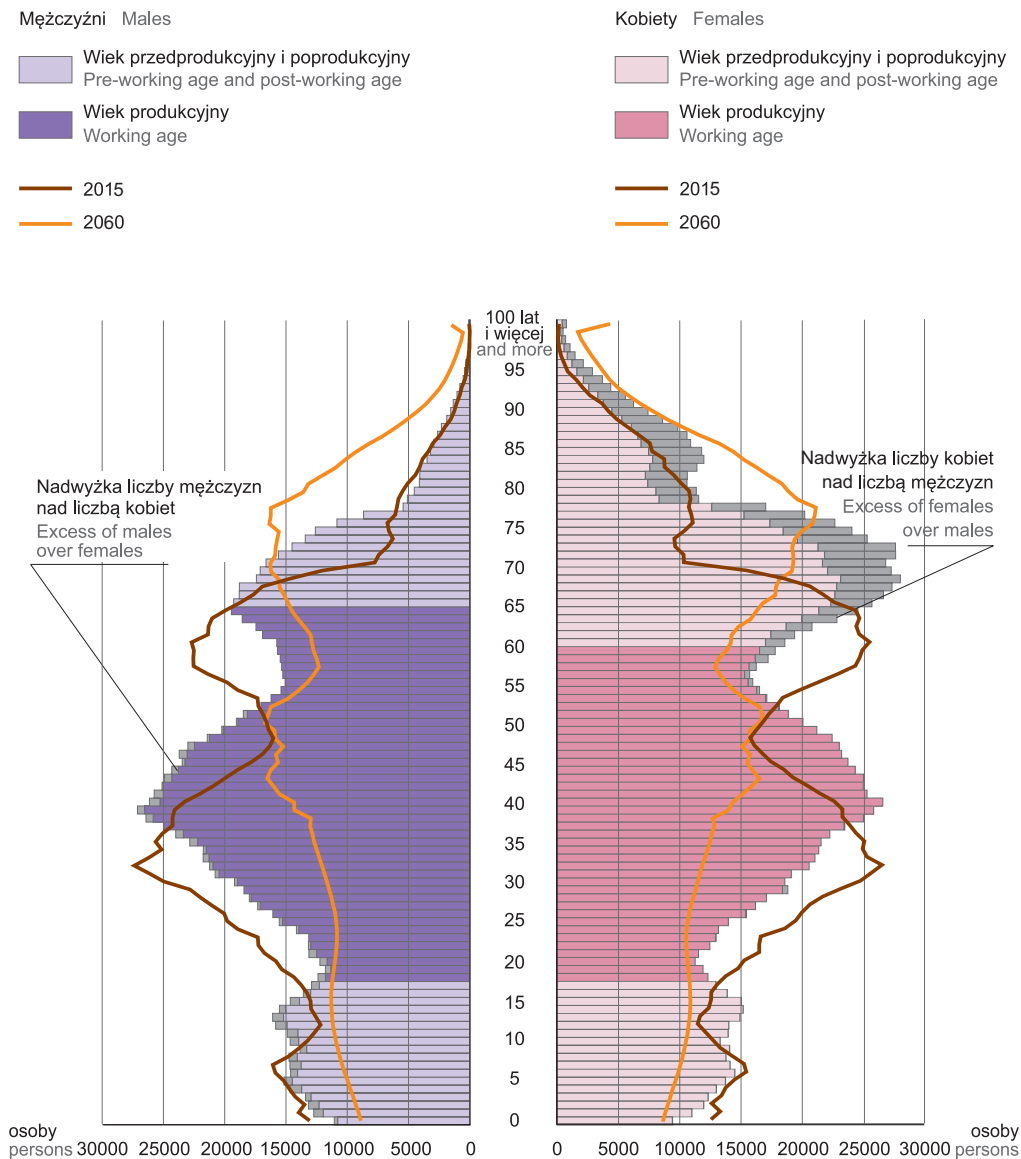 Mężczyźni Males
Wiek przedprodukcyjny i poprodukcyjny
Pre-working age and post-working age
Wiek produkcyjny
Working age
2015
2060
Kobiety Females
Wiek przedprodukcyjny i poprodukcyjny
Pre-working age and post-working age
Wiek produkcyjny
Working age
2015
2060
100 lat
i więcej
and more
95
90
85
80
75
70
65
60
55
50
45
40
35
30
25
20
15
10
5
0
Nadwyżka liczby mężczyzn
nad liczbą kobiet
Excess of males
over females
Nadwyżka liczby kobiet
nad liczbą mężczyzn
Excess of females
over males
osoby
persons 30000 25000 20000 15000 10000 5000 0
0 5000 10000 15000 20000 25000 30000
osoby
persons